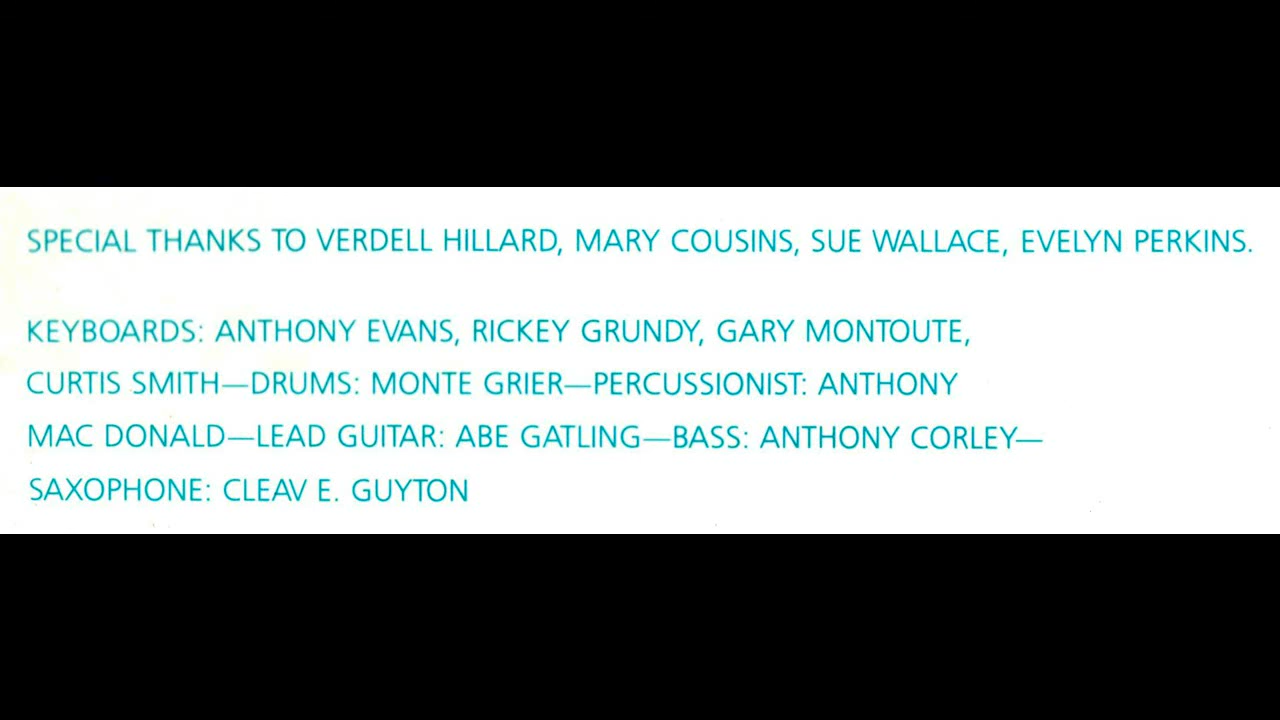 SPECIAL THANKS TO VERDELL HILLARD, MARY COUSINS, SUE WALLACE, EVELYN PERKINS.
KEYBOARDS: ANTHONY EVANS, RICKEY GRUNDY, GARY MONTOUTE,
CURTIS SMITH—DRUMS: MONTE GRIER—PERCUSSIONIST: ANTHONY
MAC DONALD—LEAD GUITAR: ABE GATLING—BASS: ANTHONY CORLEY—
SAXOPHONE: CLEAV E. GUYTON